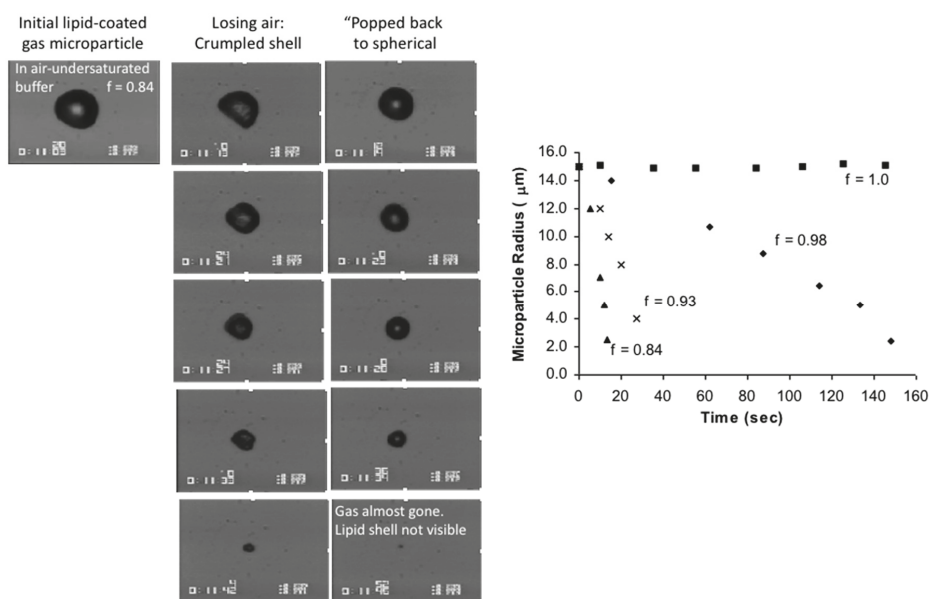 Initial lipid-coated
gas microparticle
Losing air:
Crumpled shell
“Popped back
to spherical
In air-undersaturated
buffer f = 0.84
Gas almost gone.
Lipid shell not visible
16.0
14.0
12.0
10.0
8.0
6.0
4.0
2.0
0.0
Microparticle Radius ( μm)
f = 1.0
f = 0.98
f = 0.93
f = 0.84
0 20 40 60 80 100 120 140 160
Time (sec)